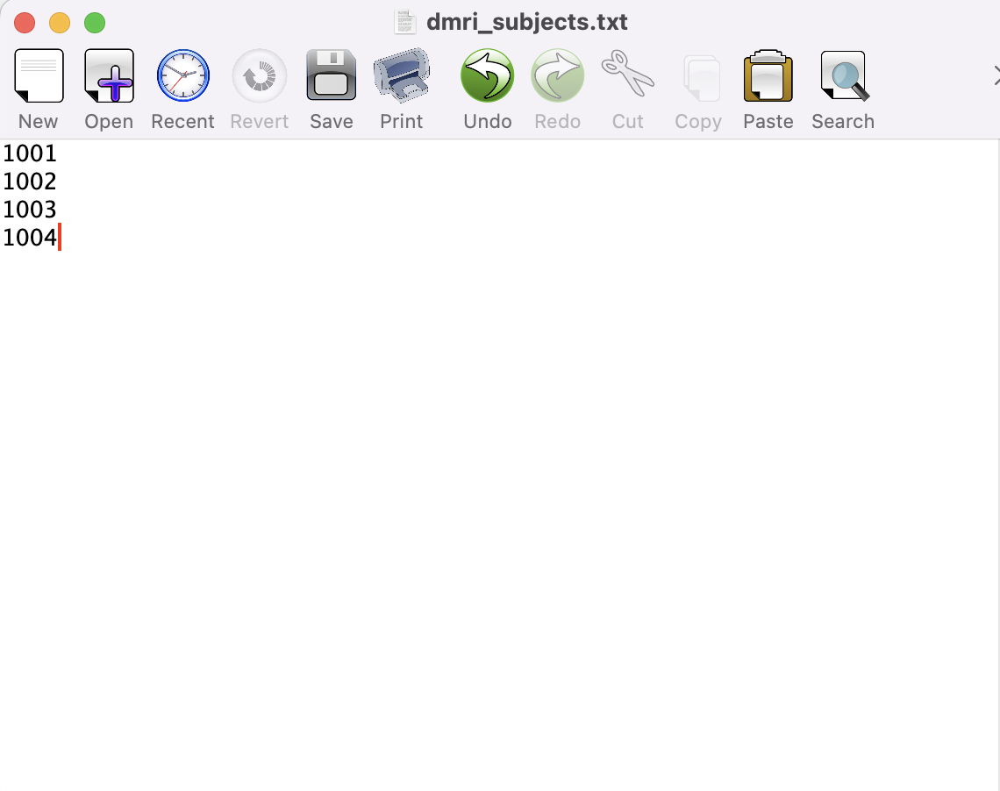 dmri_subjects.txt
New Open Recent Revert Save Print Undo Redo Cut Copy Paste Search
1001
1002
1003
1004